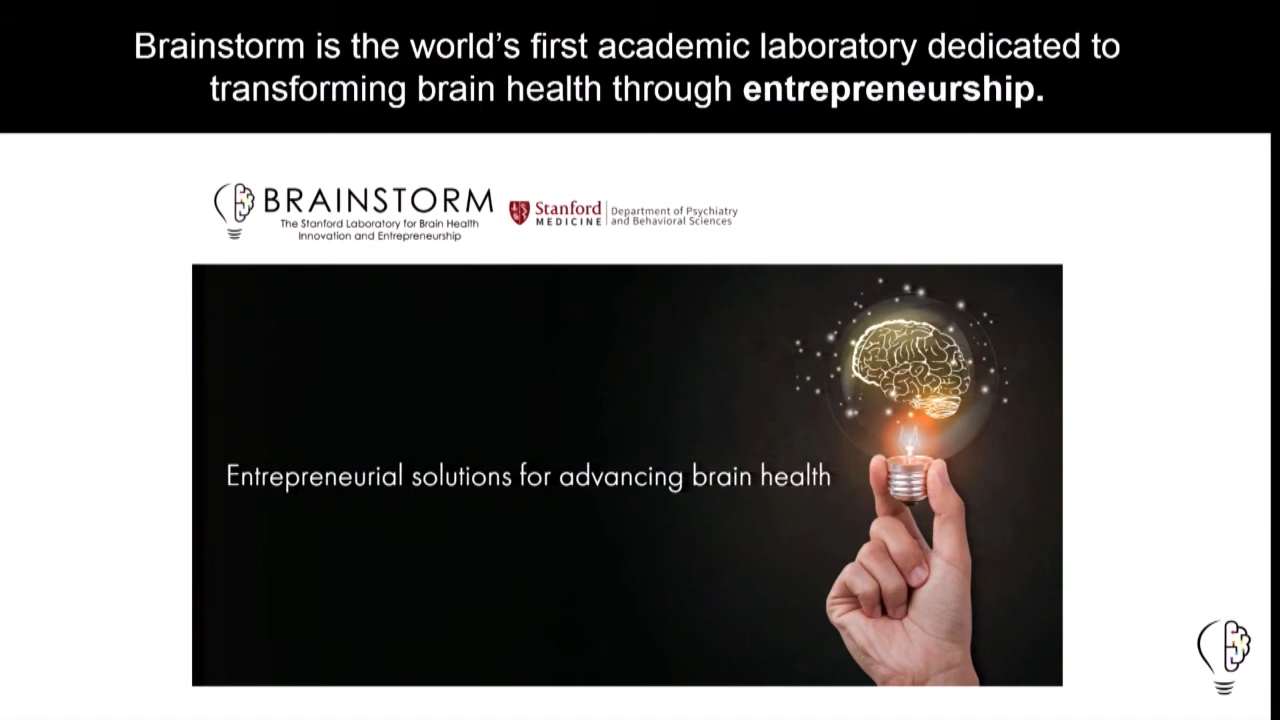 Brainstorm is the world's first academic laboratory dedicated to
transforming brain health through entrepreneurship.
BRAINSTORM
The Stanford Laboratory for Brain Health
Innovation and Entrepreneurship
Stanford
MEDICINE
Department of Psychiatry
and Behavioral Sciences
Entrepreneurial solutions for advancing brain health